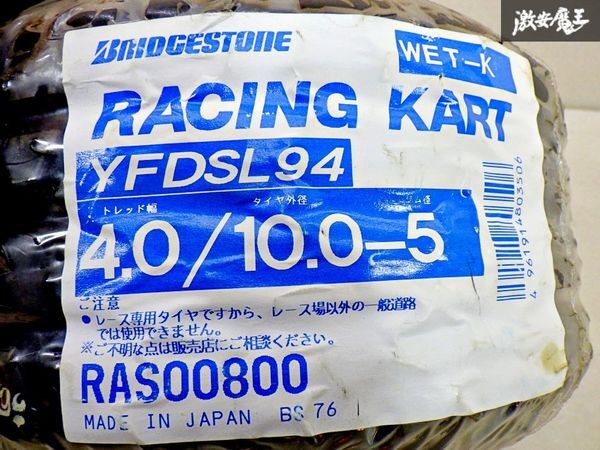 激安魔王
BRIDGESTONE
WET-K
RACING KART
YFDSL94
トレッド幅 タイヤ外径 リム径
4.0/10.0-5
ご注意
●レース専用タイヤですから、レース場以外の一般道路
では使用できません。
※ご不明な点は販売店にご相談ください。
RAS00800
MADE IN JAPAN BS 76
4961914803506